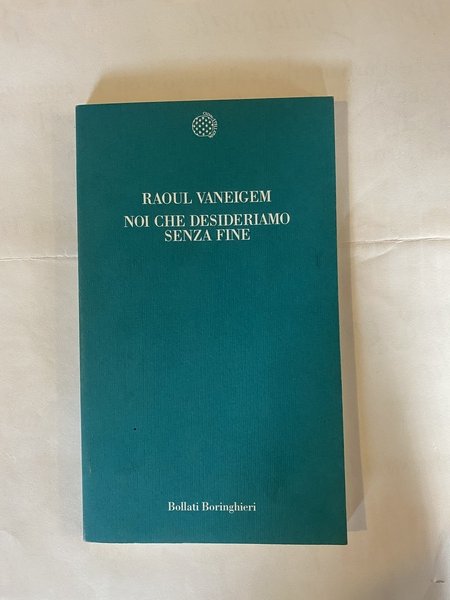 RAOUL VANEIGEM
NOI CHE DESIDERIAMO
SENZA FINE
Bollati Boringhieri